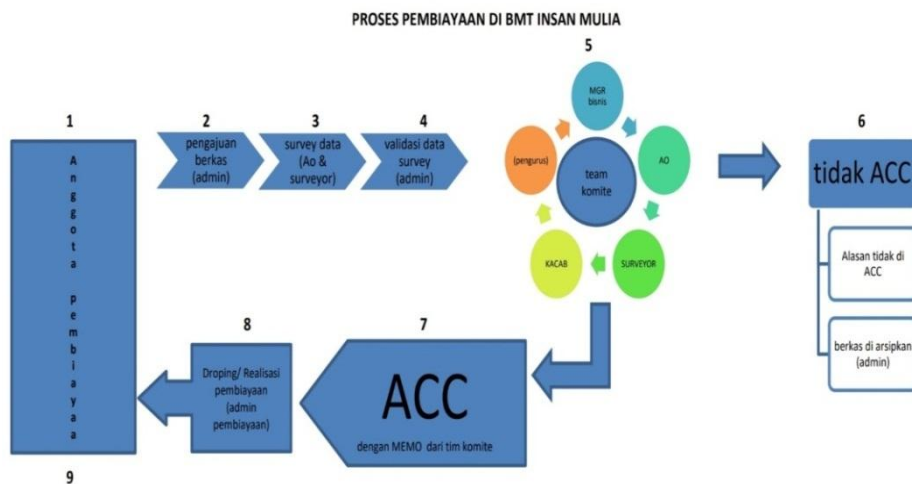 PROSES PEMBIAYAAN DI BMT INSAN MULIA
1
Anggota pembiayaa
9
2
pengajuan
berkas
(admin)
3
survey data
(Ao &
surveyor)
4
validasi data
survey
(admin)
5
MGR
bisnis
AO
SURVEYOR
KACAB
(pengurus)
team
komite
6
tidak ACC
Alasan tidak di
ACC
berkas di arsipkan
(admin)
7
ACC
dengan MEMO dari tim komite
8
Droping/ Realisasi
pembiayaan
(admin
pembiayaan)